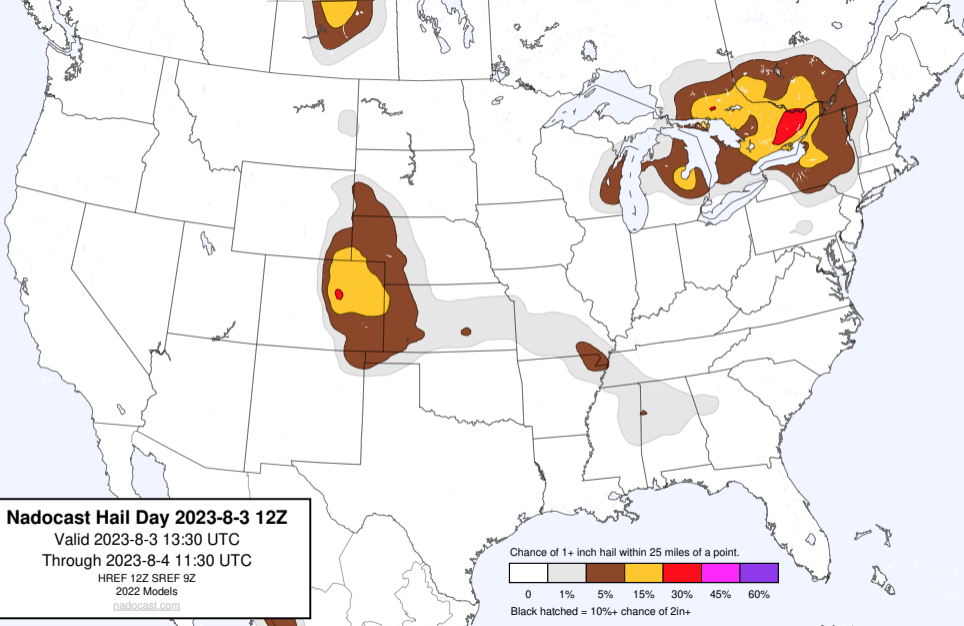 Nadocast Hail Day 2023-8-3 12Z
Valid 2023-8-3 13:30 UTC
Through 2023-8-4 11:30 UTC
HREF 12Z SREF 9Z
2022 Models
nadocast.com
Chance of 1+ inch hail within 25 miles of a point.
0 1% 5% 15% 30% 45% 60%
Black hatched = 10%+ chance of 2in+